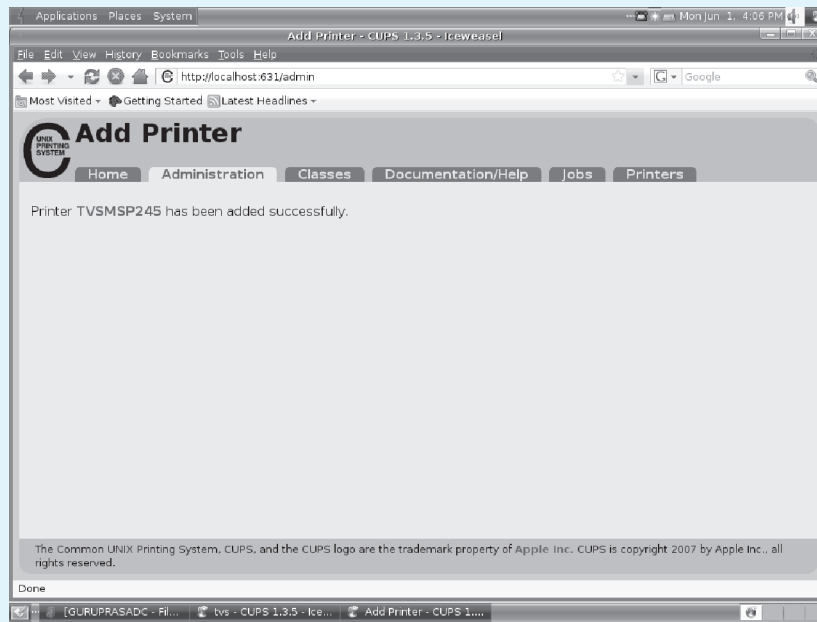 Applications Places System
Mon Jun 1, 4:06 PM
Add Printer - CUPS 1.3.5 - Iceweasel
File Edit View History Bookmarks Tools Help
http://localhost:631/admin
Google
Most Visited
Getting Started
Latest Headlines
UNIX
PRINTING
SYSTEM
Add Printer
Home
Administration
Classes
Documentation/Help
Jobs
Printers
Printer TVSMSP245 has been added successfully.
The Common UNIX Printing System, CUPS, and the CUPS logo are the trademark property of Apple Inc. CUPS is copyright 2007 by Apple Inc., all
rights reserved.
Done
[GURUPRASADC - Fil...
tvs - CUPS 1.3.5 - Ice...
Add Printer - CUPS 1....